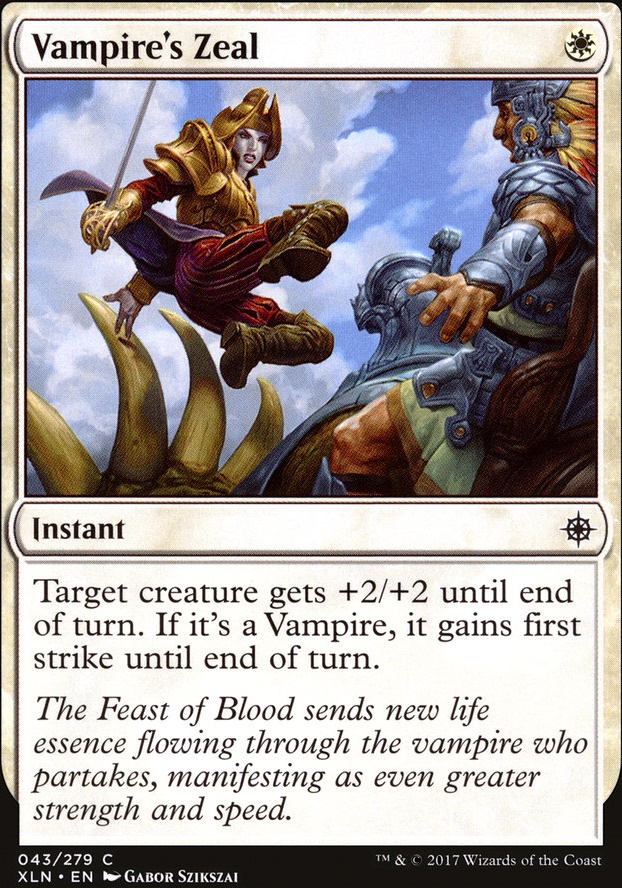 Vampire's Zeal
Instant
Target creature gets +2/+2 until end
of turn. If it's a Vampire, it gains first
strike until end of turn.
The Feast of Blood sends new life
essence flowing through the vampire who
partakes, manifesting as even greater
strength and speed.
043/279 C
XLN • EN Gabor Szikszai
™ & © 2017 Wizards of the Coast